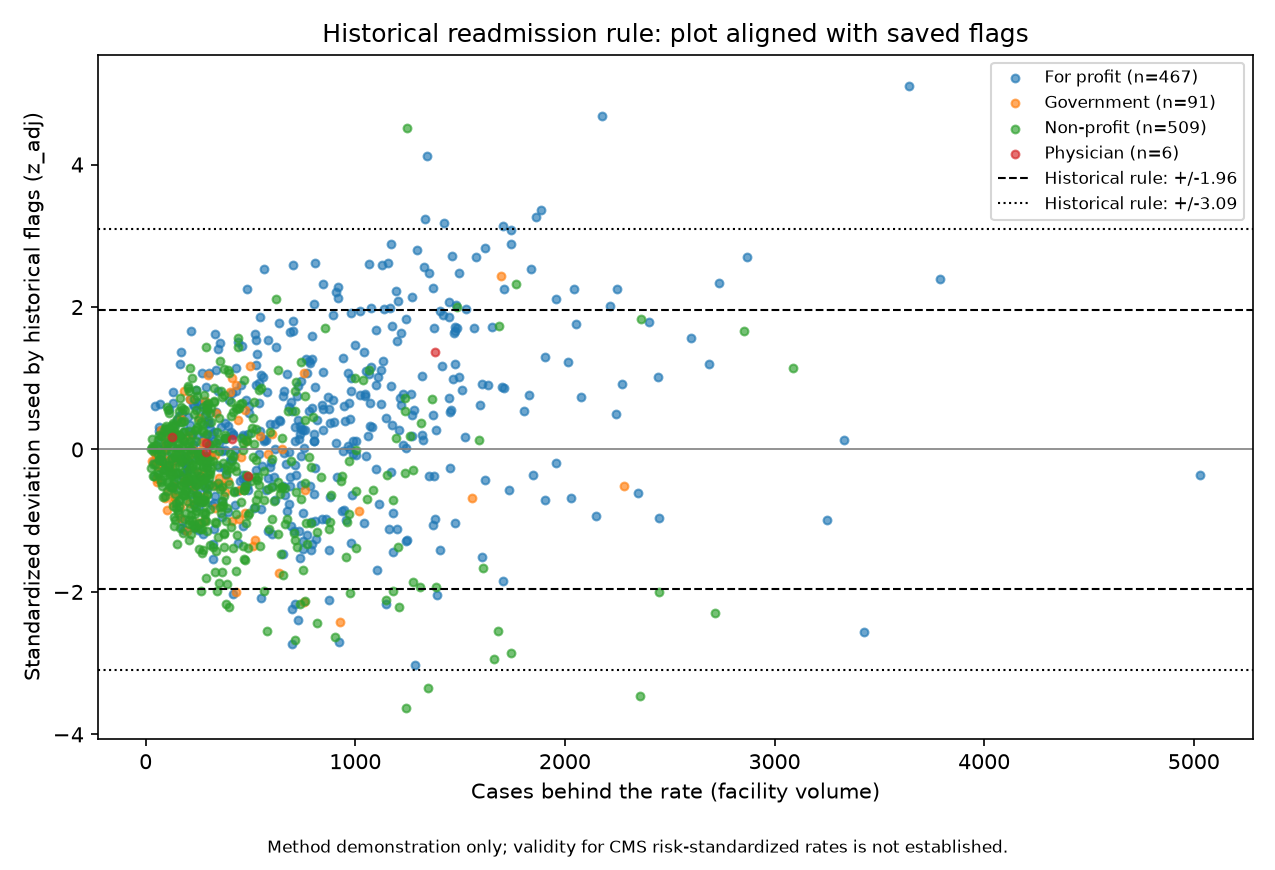 Historical readmission rule: plot aligned with saved flags
For profit (n=467)
Government (n=91)
Non-profit (n=509)
Physician (n=6)
Historical rule: +/-1.96
Historical rule: +/-3.09
Standardized deviation used by historical flags (z_adj)
4
2
0
−2
−4
0 1000 2000 3000 4000 5000
Cases behind the rate (facility volume)
Method demonstration only; validity for CMS risk-standardized rates is not established.